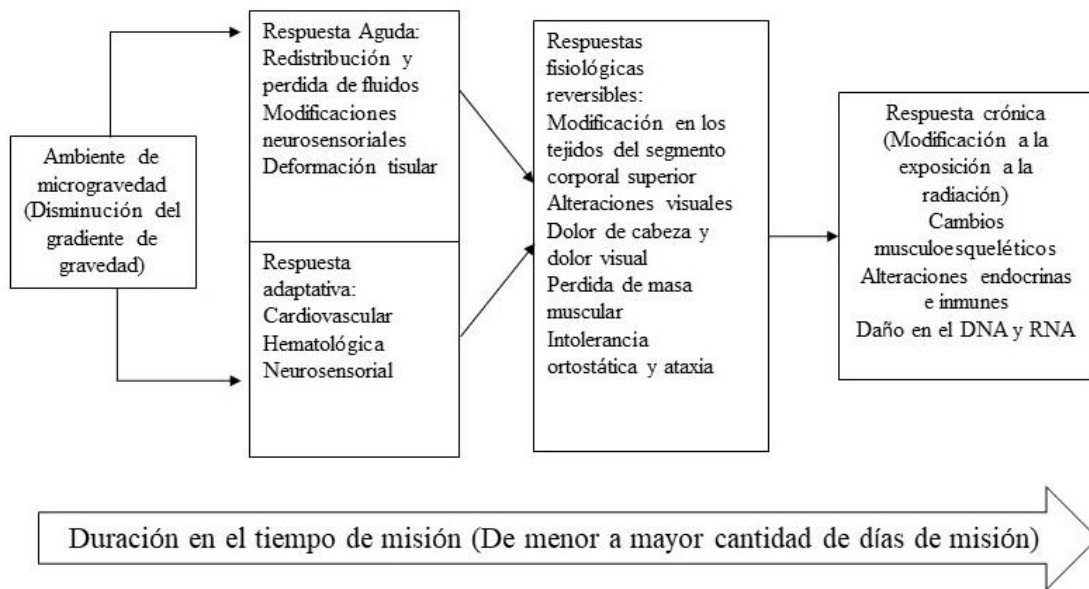 Ambiente de
microgravedad
(Disminución del
gradiente de
gravedad)
Respuesta Aguda:
Redistribución y
perdida de fluidos
Modificaciones
neurosensoriales
Deformación tisular
Respuesta
adaptativa:
Cardiovascular
Hematológica
Neurosensorial
Respuestas
fisiológicas
reversibles:
Modificación en los
tejidos del segmento
corporal superior
Alteraciones visuales
Dolor de cabeza y
dolor visual
Perdida de masa
muscular
Intolerancia
ortostática y ataxia
Respuesta crónica
(Modificación a la
exposición a la
radiación)
Cambios
musculoesqueléticos
Alteraciones endocrinas
e inmunes
Daño en el DNA y RNA
Duración en el tiempo de misión (De menor a mayor cantidad de días de misión)